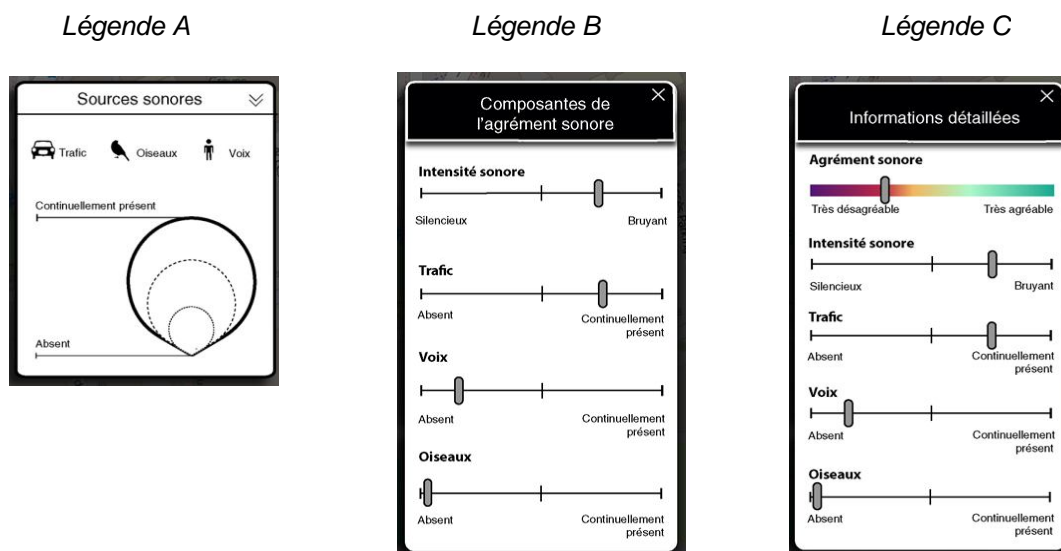 Légende A
Légende B
Légende C
Sources sonores
Trafic
Oiseaux
Voix
Continuellement présent
Absent
Composantes de
l'agrément sonore
Intensité sonore
Silencieux
Bruyant
Trafic
Absent
Continuellement
présent
Voix
Absent
Continuellement
présent
Oiseaux
Absent
Continuellement
présent
Informations détaillées
Agrément sonore
Très désagréable
Très agréable
Intensité sonore
Silencieux
Bruyant
Trafic
Absent
Continuellement
présent
Voix
Absent
Continuellement
présent
Oiseaux
Absent
Continuellement
présent